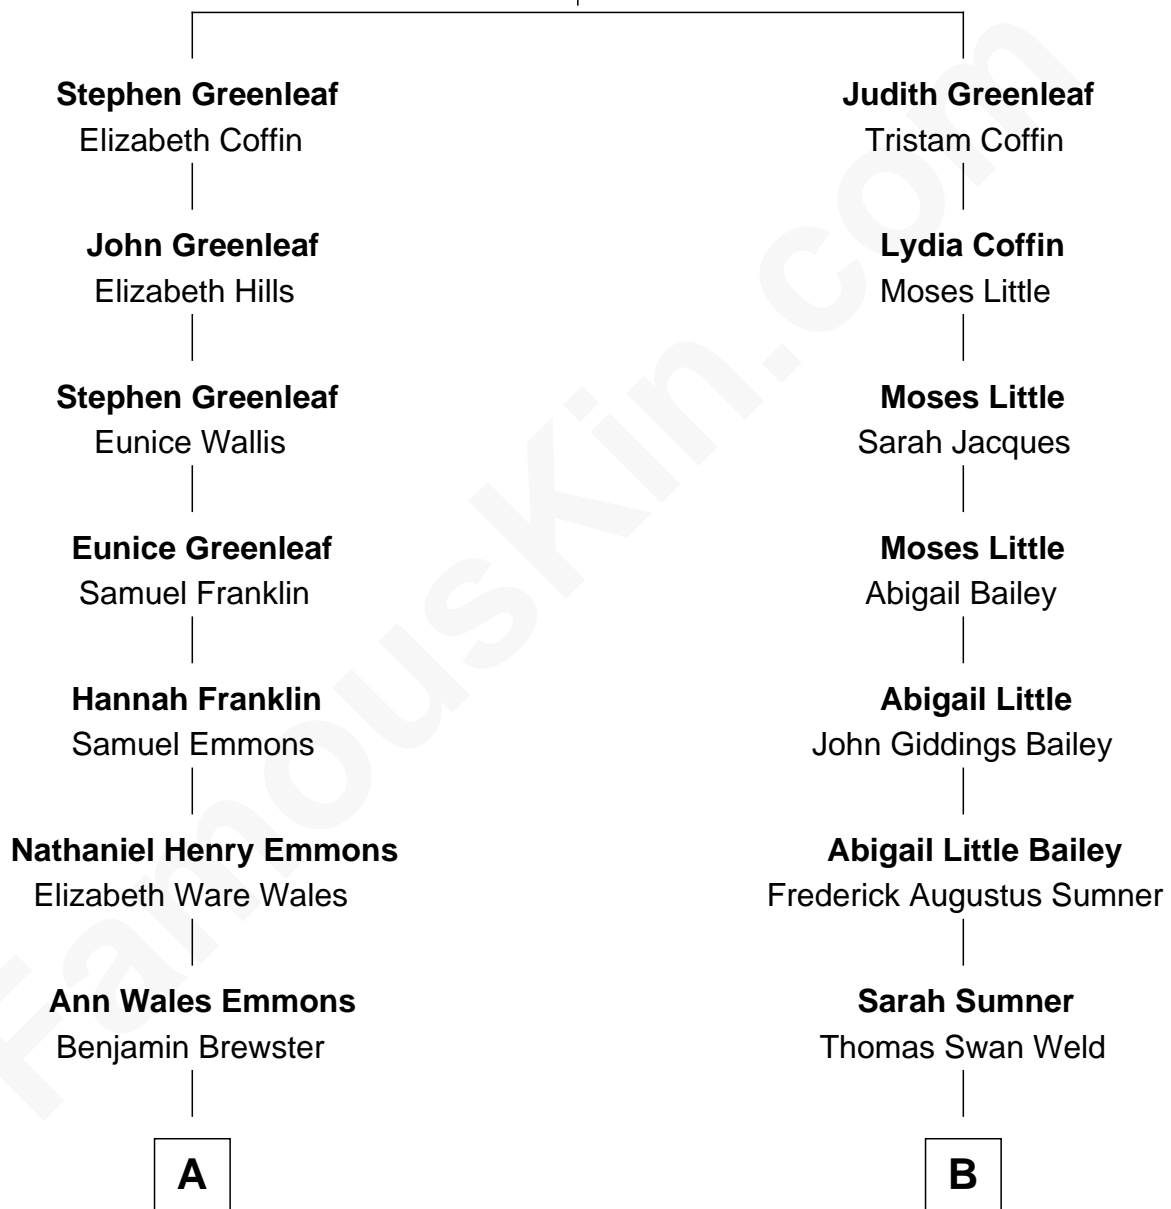 Stephen Greenleaf
Elizabeth Coffin
John Greenleaf
Elizabeth Hills
Stephen Greenleaf
Eunice Wallis
Eunice Greenleaf
Samuel Franklin
Hannah Franklin
Samuel Emmons
Nathaniel Henry Emmons
Elizabeth Ware Wales
Ann Wales Emmons
Benjamin Brewster
A
Judith Greenleaf
Tristam Coffin
Lydia Coffin
Moses Little
Moses Little
Sarah Jacques
Moses Little
Abigail Bailey
Abigail Little
John Giddings Bailey
Abigail Little Bailey
Frederick Augustus Sumner
Sarah Sumner
Thomas Swan Weld
B
FamousKin.com